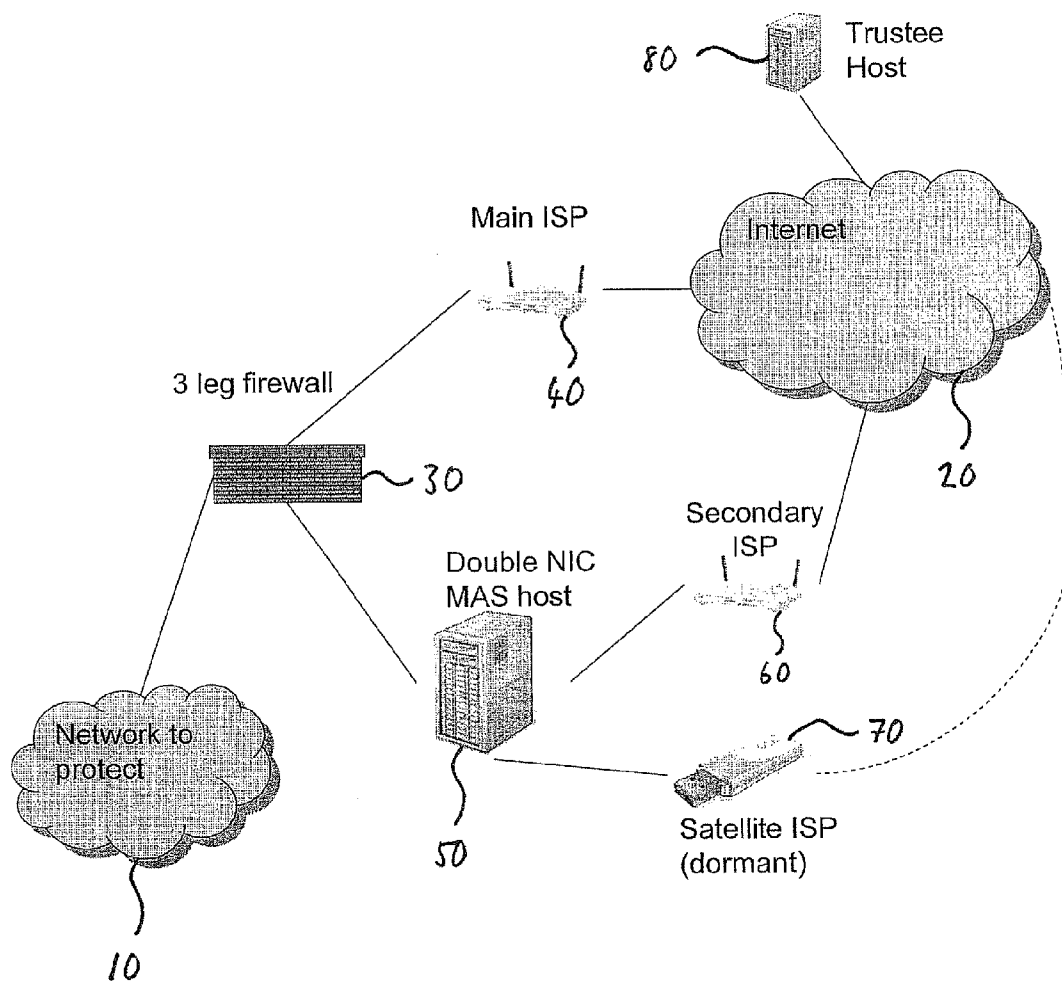 80
Trustee
Host
Main ISP
Internet
40
3 leg firewall
30
20
Secondary
ISP
Double NIC
MAS host
60
Network to
protect
70
50
Satellite ISP
(dormant)
10